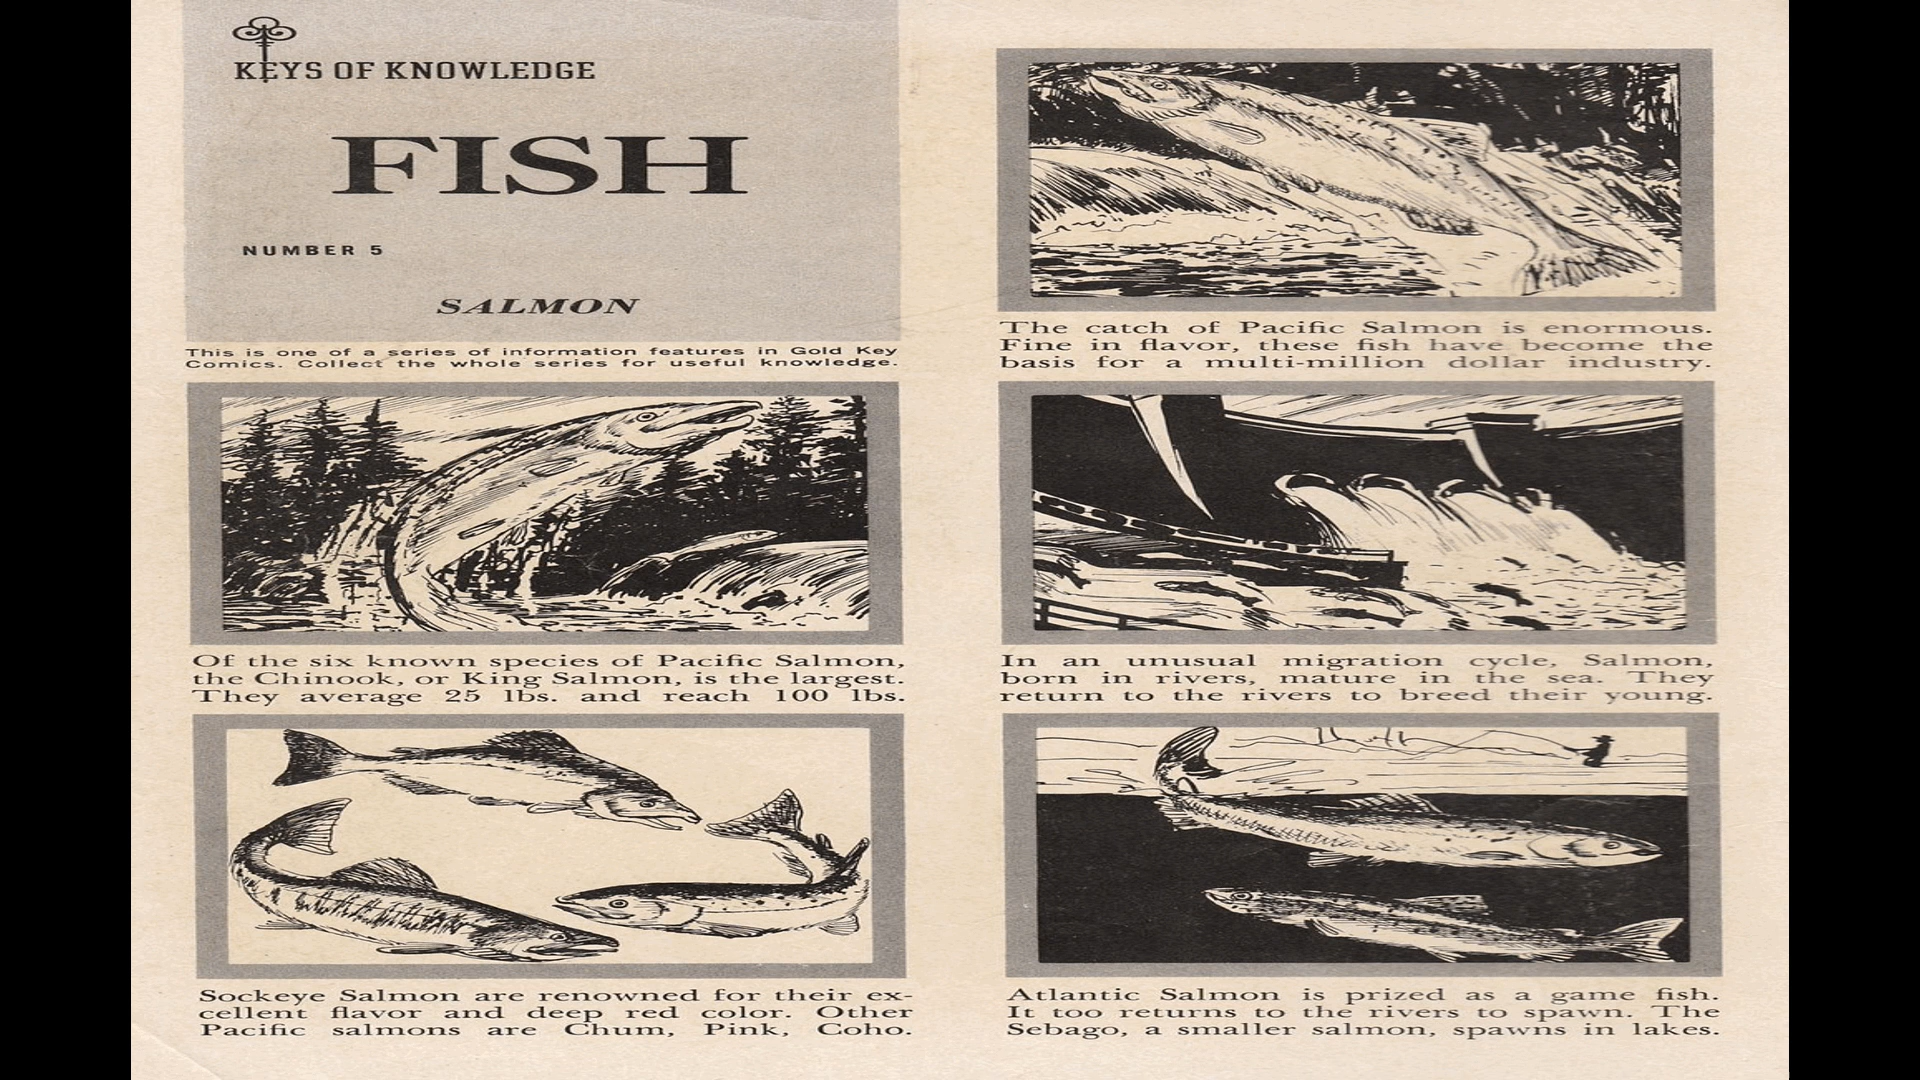 KEYS OF KNOWLEDGE
FISH
NUMBER 5
SALMON
This is one of a series of information features in Gold Key
Comics. Collect the whole series for useful knowledge.
Of the six known species of Pacific Salmon,
the Chinook, or King Salmon, is the largest.
They average 25 lbs. and reach 100 lbs.
Sockeye Salmon are renowned for their ex-
cellent flavor and deep red color. Other
Pacific salmons are Chum, Pink, Coho.
The catch of Pacific Salmon is enormous.
Fine in flavor, these fish have become the
basis for a multi-million dollar industry.
In an unusual migration cycle, Salmon,
born in rivers, mature in the sea. They
return to the rivers to breed their young.
Atlantic Salmon is prized as a game fish.
It too returns to the rivers to spawn. The
Sebago, a smaller salmon, spawns in lakes.